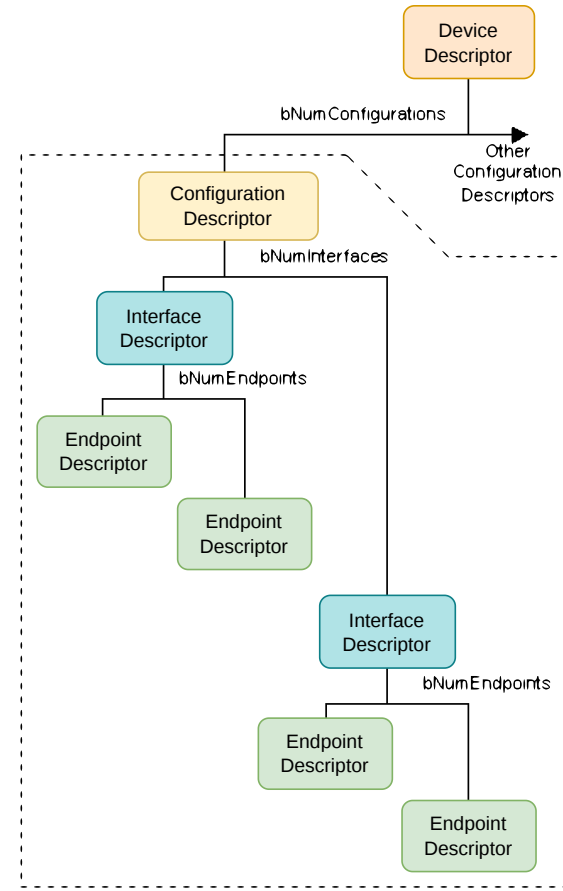 Device
Descriptor
bNumConfigurations
Other
Configuration
Descriptors
Configuration
Descriptor
bNumInterfaces
Interface
Descriptor
bNumEndpoints
Endpoint
Descriptor
Endpoint
Descriptor
Interface
Descriptor
bNumEndpoints
Endpoint
Descriptor
Endpoint
Descriptor